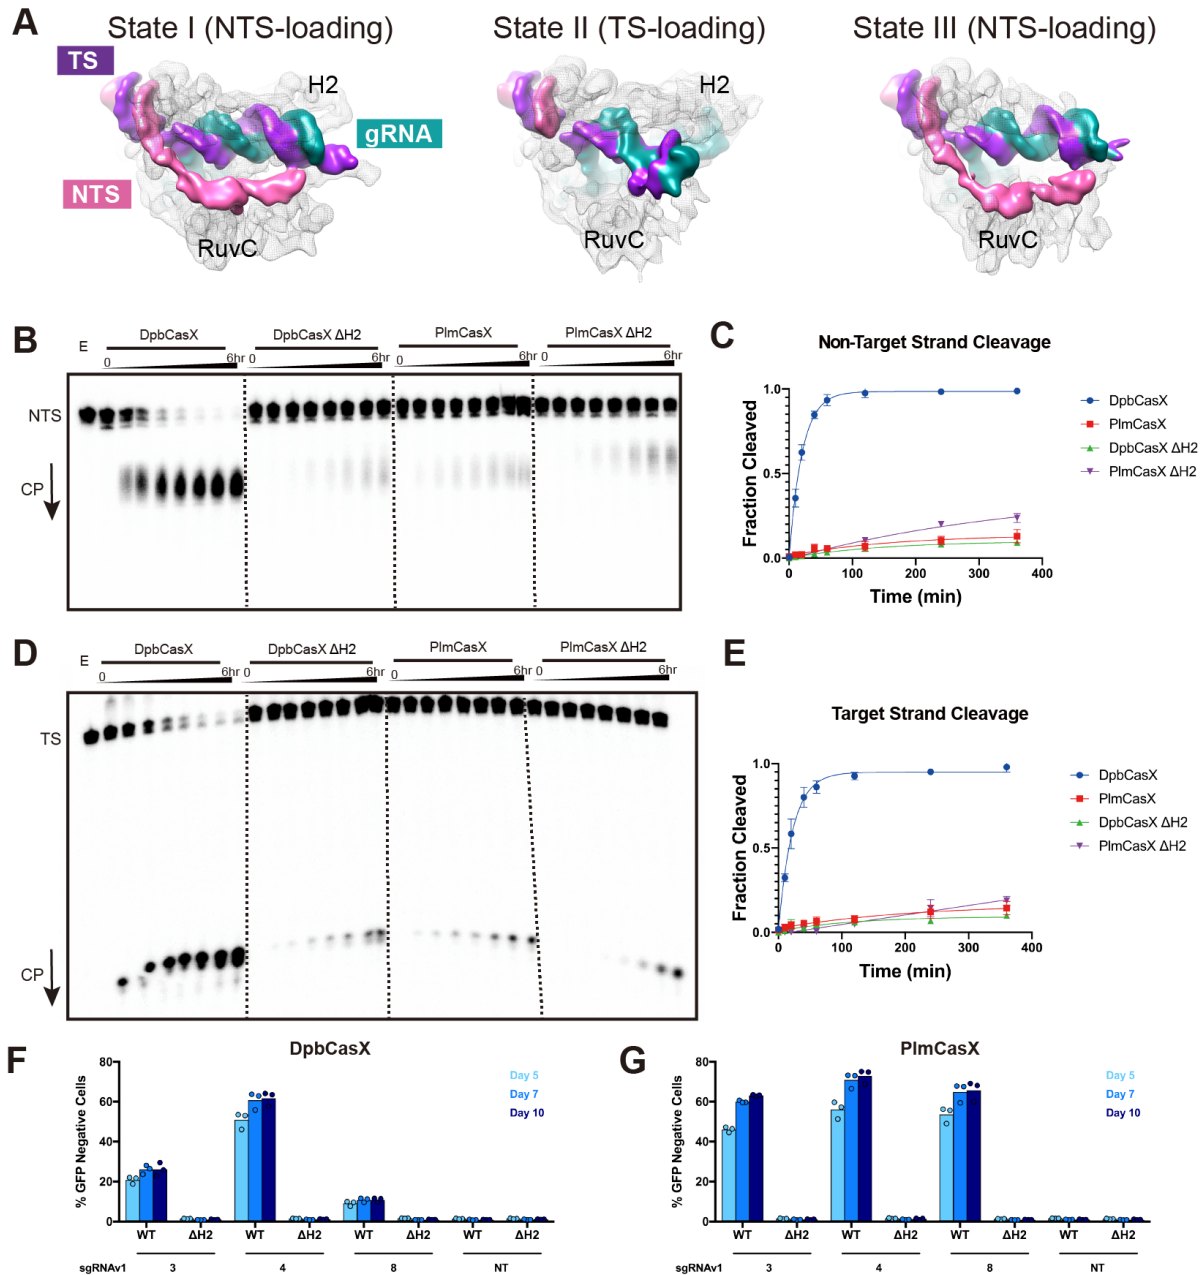 A
State I (NTS-loading)
State II (TS-loading)
State III (NTS-loading)
TS
H2
H2
gRNA
NTS
RuvC
RuvC
RuvC
B
E
DpbCasX
DpbCasX ΔH2
PlmCasX
PlmCasX ΔH2
0 6hr
0 6hr
0 6hr
0 6hr
NTS
CP
C
Non-Target Strand Cleavage
Fraction Cleaved
1.0
0.5
0.0
0 100 200 300 400
Time (min)
DpbCasX
PlmCasX
DpbCasX ΔH2
PlmCasX ΔH2
D
E
DpbCasX
DpbCasX ΔH2
PlmCasX
PlmCasX ΔH2
0 6hr
0 6hr
0 6hr
0 6hr
TS
CP
E
Target Strand Cleavage
Fraction Cleaved
1.0
0.5
0.0
0 100 200 300 400
Time (min)
DpbCasX
PlmCasX
DpbCasX ΔH2
PlmCasX ΔH2
F
DpbCasX
% GFP Negative Cells
80
60
40
20
0
Day 5
Day 7
Day 10
WT ΔH2 WT ΔH2 WT ΔH2 WT ΔH2
sgRNAv1 3 4 8 NT
G
PlmCasX
% GFP Negative Cells
80
60
40
20
0
Day 5
Day 7
Day 10
WT ΔH2 WT ΔH2 WT ΔH2 WT ΔH2
sgRNAv1 3 4 8 NT